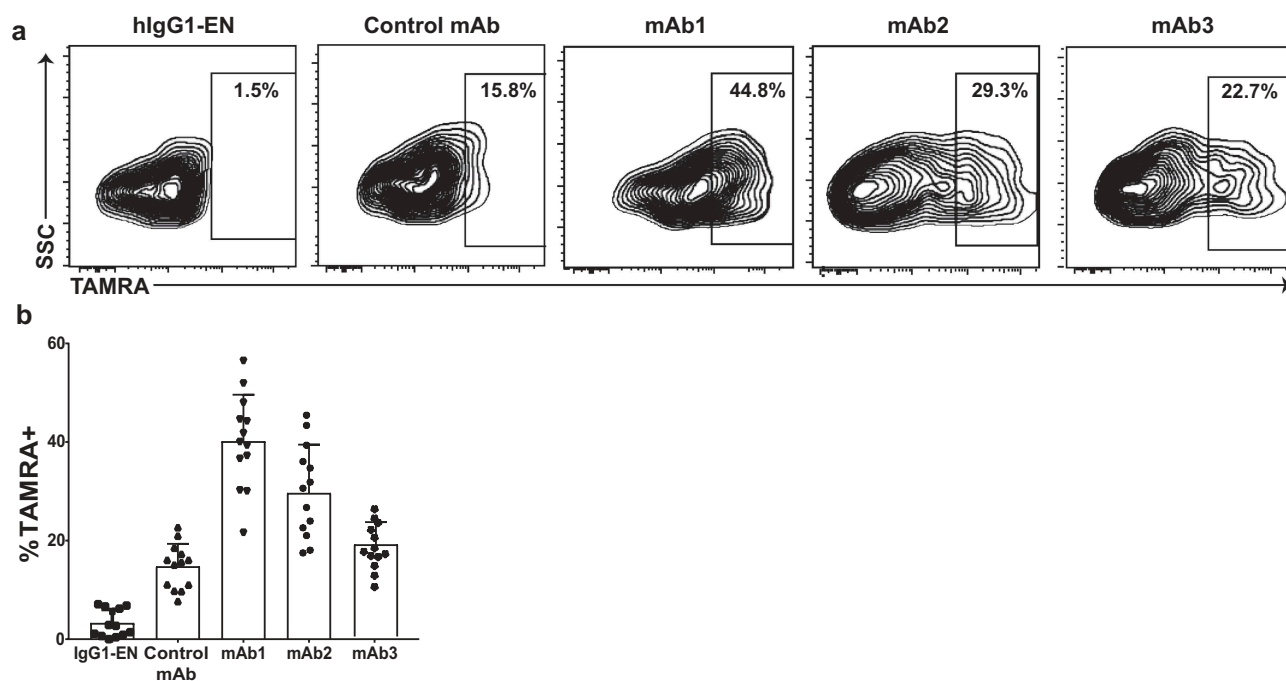 a
hIgG1-EN Control mAb mAb1 mAb2 mAb3
1.5% 15.8% 44.8% 29.3% 22.7%
SSC
TAMRA
b
60
40
20
0
%TAMRA+
IgG1-EN Control mAb mAb1 mAb2 mAb3